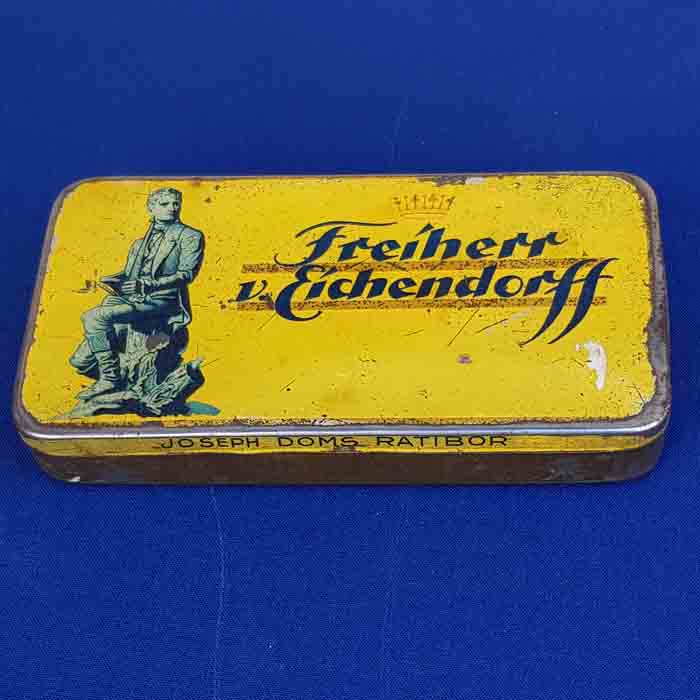 Freiherr
v. Eichendorff
JOSEPH DOMS RATIBOR